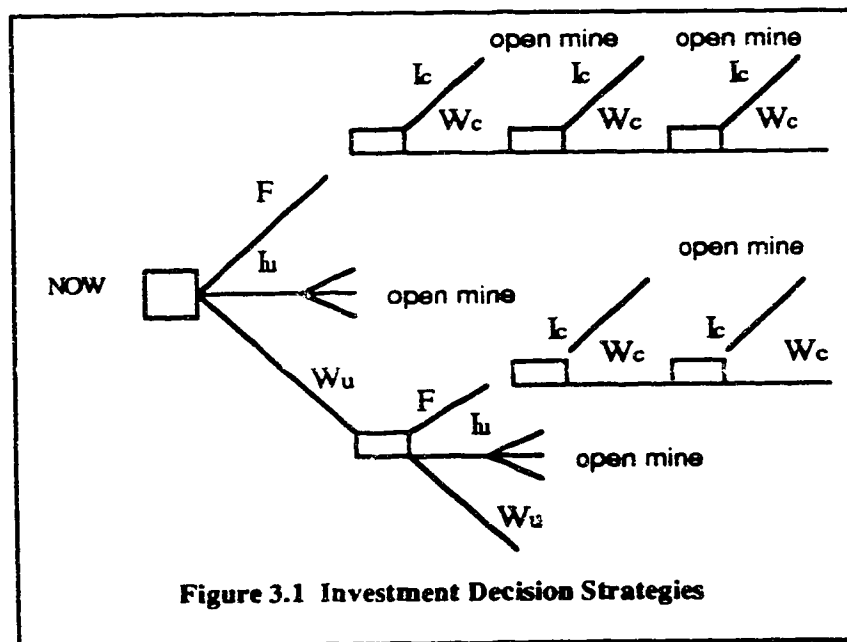 open mine open mine
Ic Ic Ic
Wc Wc Wc
F
Iu
NOW
open mine
open mine
Ic Ic
Wc Wc
Wu
F
Iu
open mine
Wu
Figure 3.1 Investment Decision Strategies